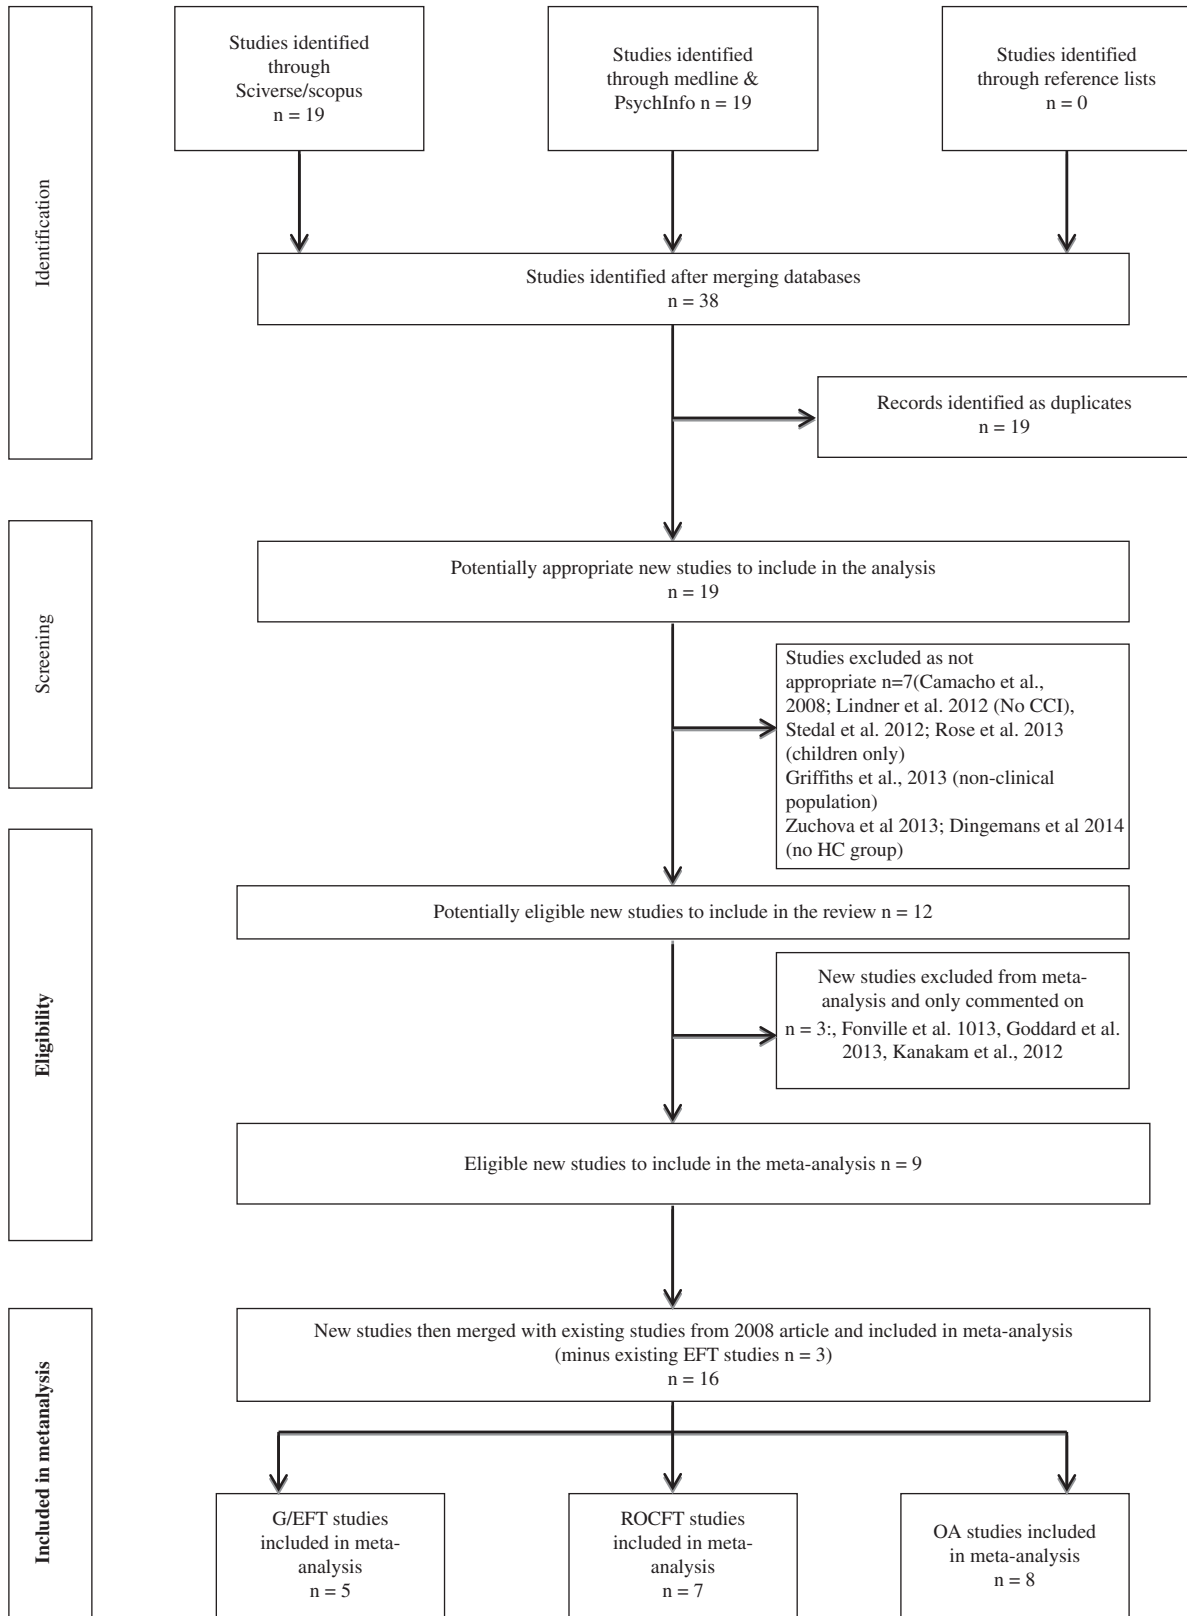 Identification
Studies identified
through
Sciverse/scopus
n = 19
Studies identified
through medline &
PsychInfo n = 19
Studies identified
through reference lists
n = 0
Studies identified after merging databases
n = 38
Records identified as duplicates
n = 19
Screening
Potentially appropriate new studies to include in the analysis
n = 19
Studies excluded as not
appropriate n=7(Camacho et al.,
2008; Lindner et al. 2012 (No CCI),
Stedal et al. 2012; Rose et al. 2013
(children only)
Griffiths et al., 2013 (non-clinical
population)
Zuchova et al 2013; Dingemans et al 2014
(no HC group)
Eligibility
Potentially eligible new studies to include in the review n = 12
New studies excluded from meta-
analysis and only commented on
n = 3:, Fonville et al. 1013, Goddard et al.
2013, Kanakam et al., 2012
Eligible new studies to include in the meta-analysis n = 9
Included in metanalysis
New studies then merged with existing studies from 2008 article and included in meta-analysis
(minus existing EFT studies n = 3)
n = 16
G/EFT studies
included in meta-
analysis
n = 5
ROCFT studies
included in meta-
analysis
n = 7
OA studies included
in meta-analysis
n = 8